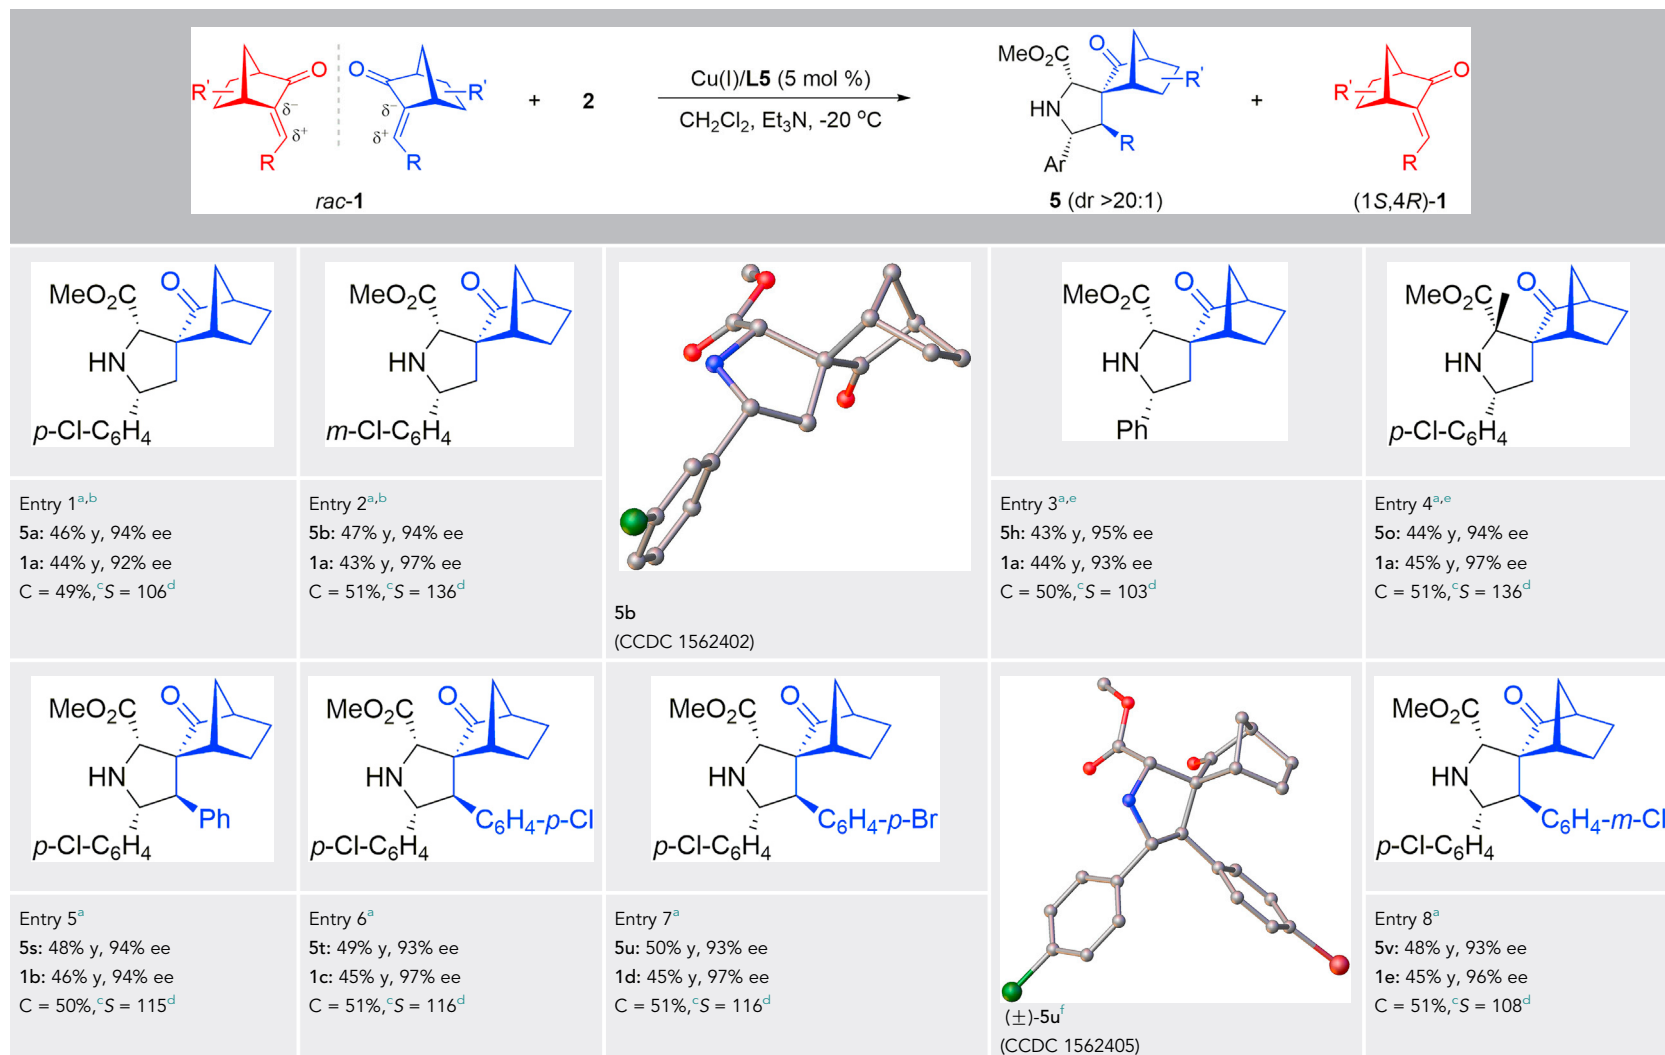 R' O δ− δ+ R
O R' δ− δ+ R
rac-1
+ 2
Cu(I)/L5 (5 mol %)
CH2Cl2, Et3N, -20 °C
MeO2C O R' HN R Ar
5 (dr >20:1)
+
R' O R
(1S,4R)-1
MeO2C O
HN
p-Cl-C6H4
MeO2C O
HN
m-Cl-C6H4
MeO2C O
HN
Ph
MeO2C O
HN
p-Cl-C6H4
Entry 1a,b
5a: 46% y, 94% ee
1a: 44% y, 92% ee
C = 49%,cS = 106d
Entry 2a,b
5b: 47% y, 94% ee
1a: 43% y, 97% ee
C = 51%,cS = 136d
5b
(CCDC 1562402)
Entry 3a,e
5h: 43% y, 95% ee
1a: 44% y, 93% ee
C = 50%,cS = 103d
Entry 4a,e
5o: 44% y, 94% ee
1a: 45% y, 97% ee
C = 51%,cS = 136d
MeO2C O
HN
Ph
p-Cl-C6H4
MeO2C O
HN
C6H4-p-Cl
p-Cl-C6H4
MeO2C O
HN
C6H4-p-Br
p-Cl-C6H4
MeO2C O
HN
C6H4-m-Cl
p-Cl-C6H4
Entry 5a
5s: 48% y, 94% ee
1b: 46% y, 94% ee
C = 50%,cS = 115d
Entry 6a
5t: 49% y, 93% ee
1c: 45% y, 97% ee
C = 51%,cS = 116d
Entry 7a
5u: 50% y, 93% ee
1d: 45% y, 97% ee
C = 51%,cS = 116d
(±)-5uf
(CCDC 1562405)
Entry 8a
5v: 48% y, 93% ee
1e: 45% y, 96% ee
C = 51%,cS = 108d